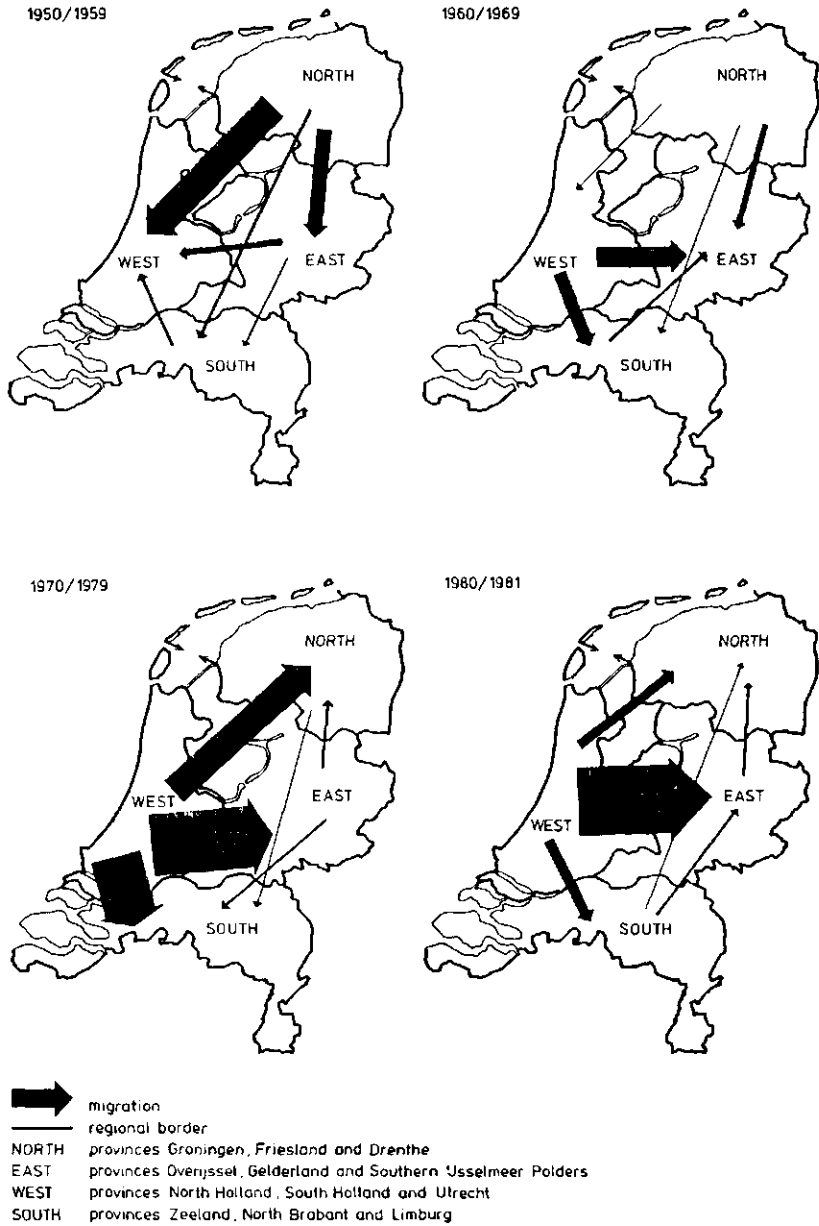 1950/1959
1960/1969
NORTH
NORTH
WEST
EAST
WEST
EAST
SOUTH
SOUTH
1970/1979
1980/1981
NORTH
NORTH
WEST
EAST
WEST
EAST
SOUTH
SOUTH
migration
regional border
NORTH provinces Groningen, Friesland and Drenthe
EAST provinces Overijssel, Gelderland and Southern IJsselmeer Polders
WEST provinces North Holland, South Holland and Utrecht
SOUTH provinces Zeeland, North Brabant and Limburg